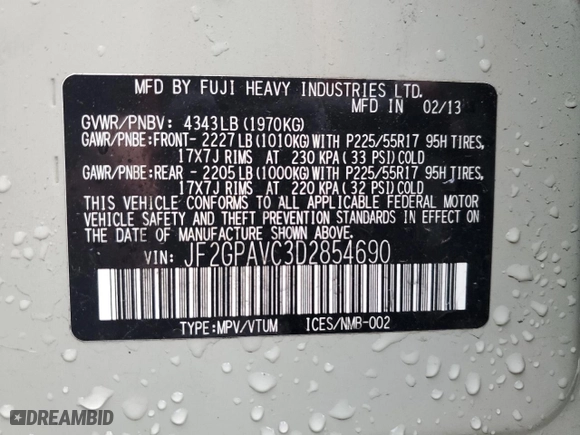 MFD BY FUJI HEAVY INDUSTRIES LTD.
MFD IN 02/13
GVWR/PNBV: 4343LB (1970KG)
GAWR/PNBE:FRONT- 2227LB (1010KG) WITH P225/55R17 95H TIRES,
17X7J RIMS AT 230 KPA ( 33 PSI) COLD
GAWR/PNBE:REAR - 2205LB (1000KG) WITH P225/55R17 95H TIRES,
17X7J RIMS AT 220 KPA ( 32 PSI) COLD
THIS VEHICLE CONFORMS TO ALL APPLICABLE FEDERAL MOTOR
VEHICLE SAFETY AND THEFT PREVENTION STANDARDS IN EFFECT ON
THE DATE OF MANUFACTURE SHOWN ABOVE.
VIN: JF2GPAVC3D2854690
TYPE:MPV/VTUM ICES/NMB-002
DREAMBID